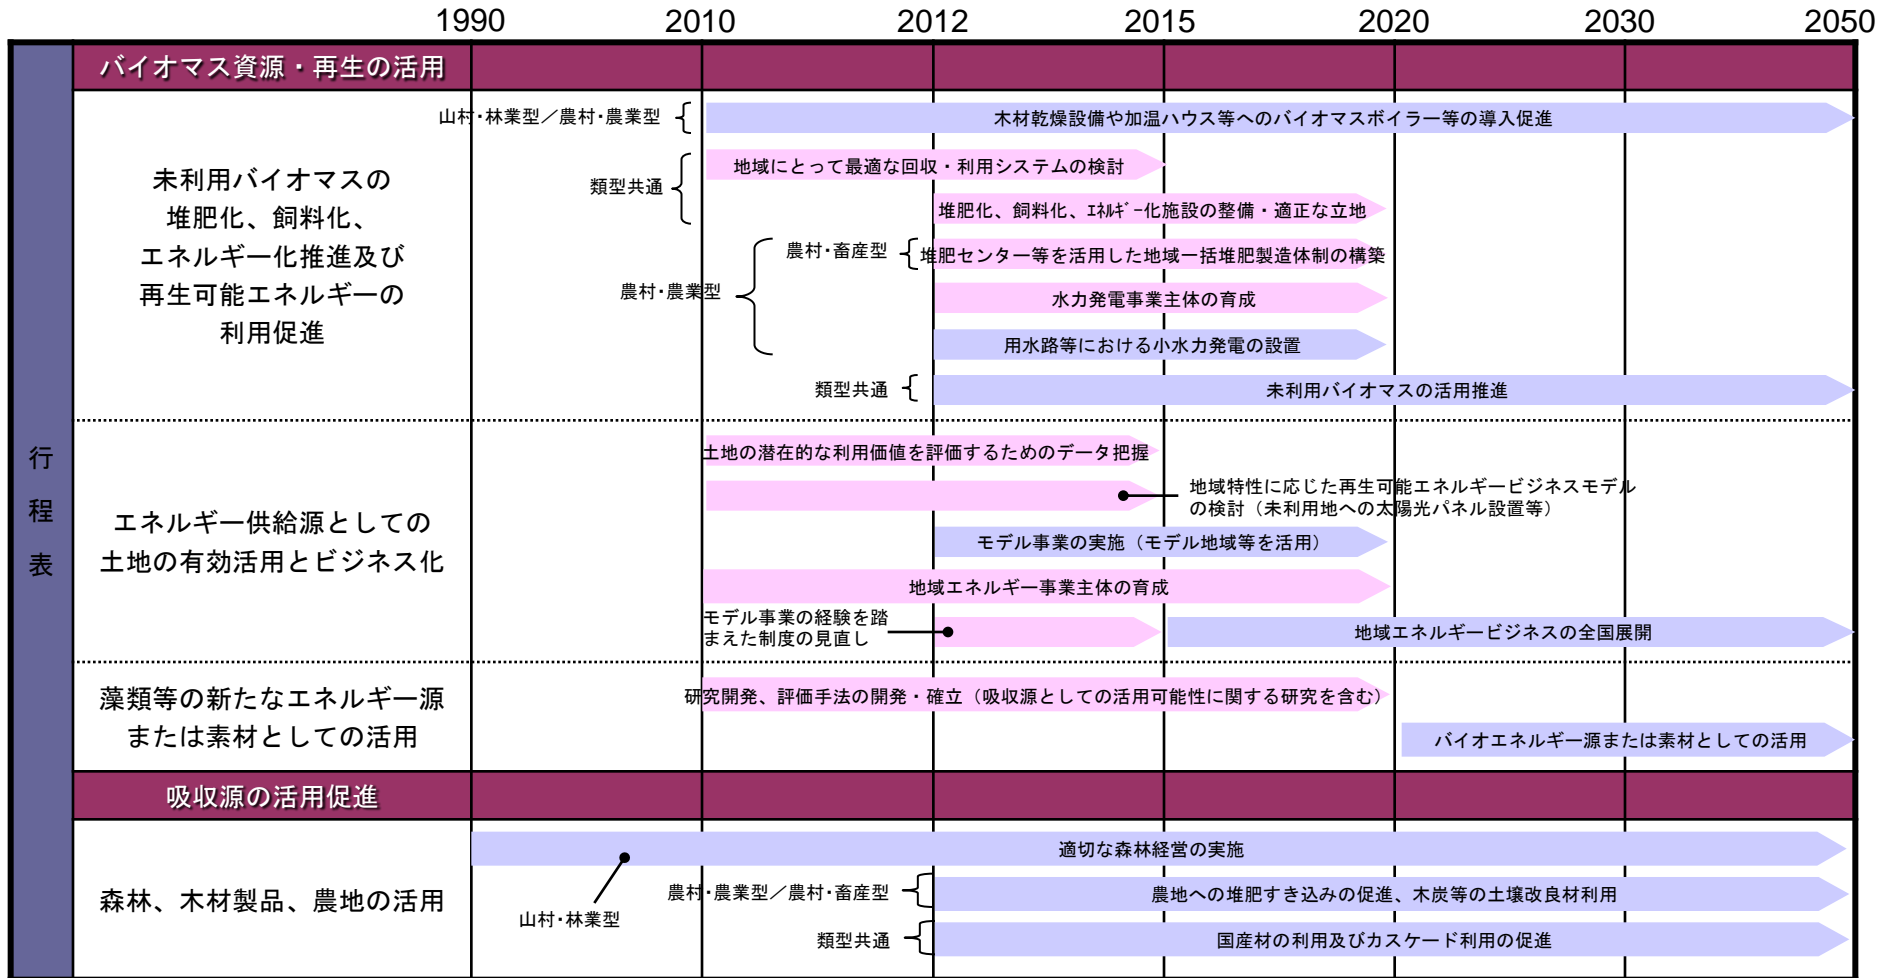 1990 2010 2012 2015 2020 2030 2050
行程表
バイオマス資源・再生の活用
未利用バイオマスの
堆肥化、飼料化、
エネルギー化推進及び
再生可能エネルギーの
利用促進
山村・林業型／農村・農業型
木材乾燥設備や加温ハウス等へのバイオマスボイラー等の導入促進
類型共通
地域にとって最適な回収・利用システムの検討
堆肥化、飼料化、ｴﾈﾙｷﾞｰ化施設の整備・適正な立地
農村・畜産型
堆肥センター等を活用した地域一括堆肥製造体制の構築
農村・農業型
水力発電事業主体の育成
用水路等における小水力発電の設置
類型共通
未利用バイオマスの活用推進
エネルギー供給源としての
土地の有効活用とビジネス化
土地の潜在的な利用価値を評価するためのデータ把握
地域特性に応じた再生可能エネルギービジネスモデル
の検討（未利用地への太陽光パネル設置等）
モデル事業の実施（モデル地域等を活用）
地域エネルギー事業主体の育成
モデル事業の経験を踏
まえた制度の見直し
地域エネルギービジネスの全国展開
藻類等の新たなエネルギー源
または素材としての活用
研究開発、評価手法の開発・確立（吸収源としての活用可能性に関する研究を含む）
バイオエネルギー源または素材としての活用
吸収源の活用促進
森林、木材製品、農地の活用
適切な森林経営の実施
山村・林業型
農村・農業型／農村・畜産型
農地への堆肥すき込みの促進、木炭等の土壌改良材利用
類型共通
国産材の利用及びカスケード利用の促進